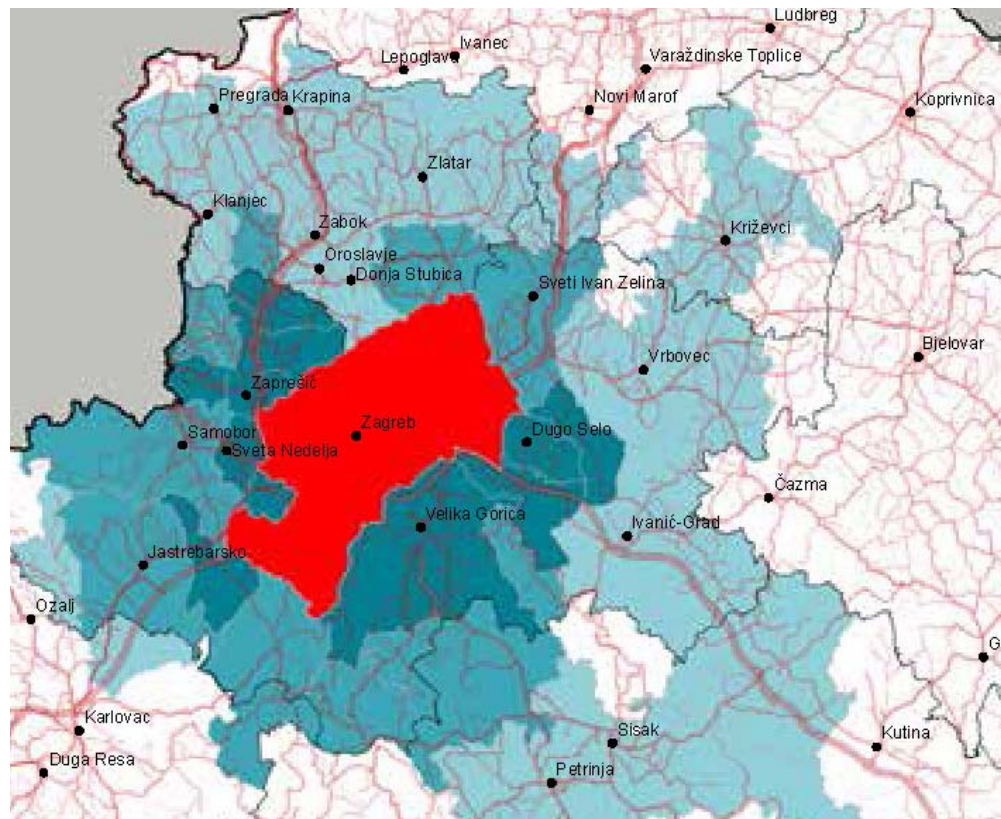 Ludbreg
Ivanec
Lepoglava
Varaždinske Toplice
Pregrada
Krapina
Novi Marof
Koprivnica
Zlatar
Klanjec
Zabok
Križevci
Oroslavje
Donja Stubica
Sveti Ivan Zelina
Bjelovar
Vrbovec
Zaprešić
Zagreb
Samobor
Sveta Nedelja
Dugo Selo
Čazma
Velika Gorica
Ivanić-Grad
Jastrebarsko
Ozalj
G
Karlovac
Sisak
Kutina
Duga Resa
Petrinja